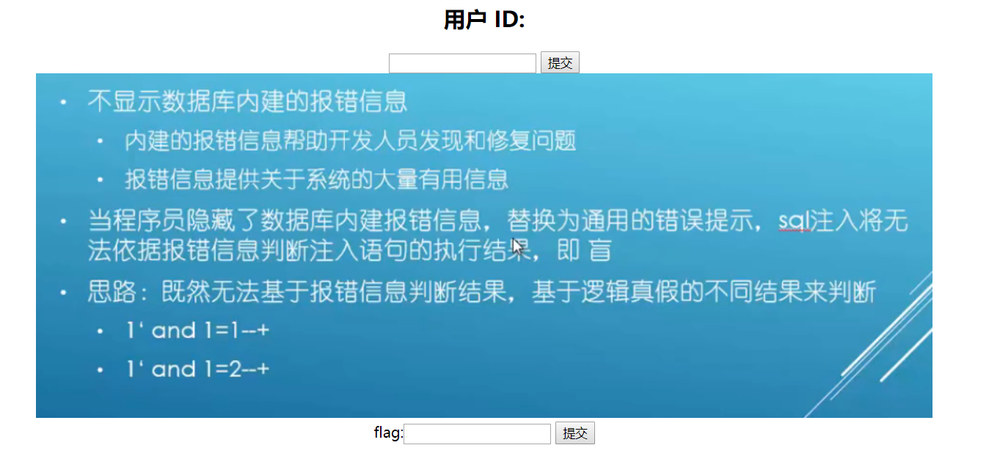 用户 ID:
提交
• 不显示数据库内建的报错信息
• 内建的报错信息帮助开发人员发现和修复问题
• 报错信息提供关于系统的大量有用信息
• 当程序员隐藏了数据库内建报错信息，替换为通用的错误提示，sql注入将无
法依据报错信息判断注入语句的执行结果，即 盲
• 思路：既然无法基于报错信息判断结果，基于逻辑真假的不同结果来判断
• 1‘ and 1=1--+
• 1‘ and 1=2--+
flag: 提交